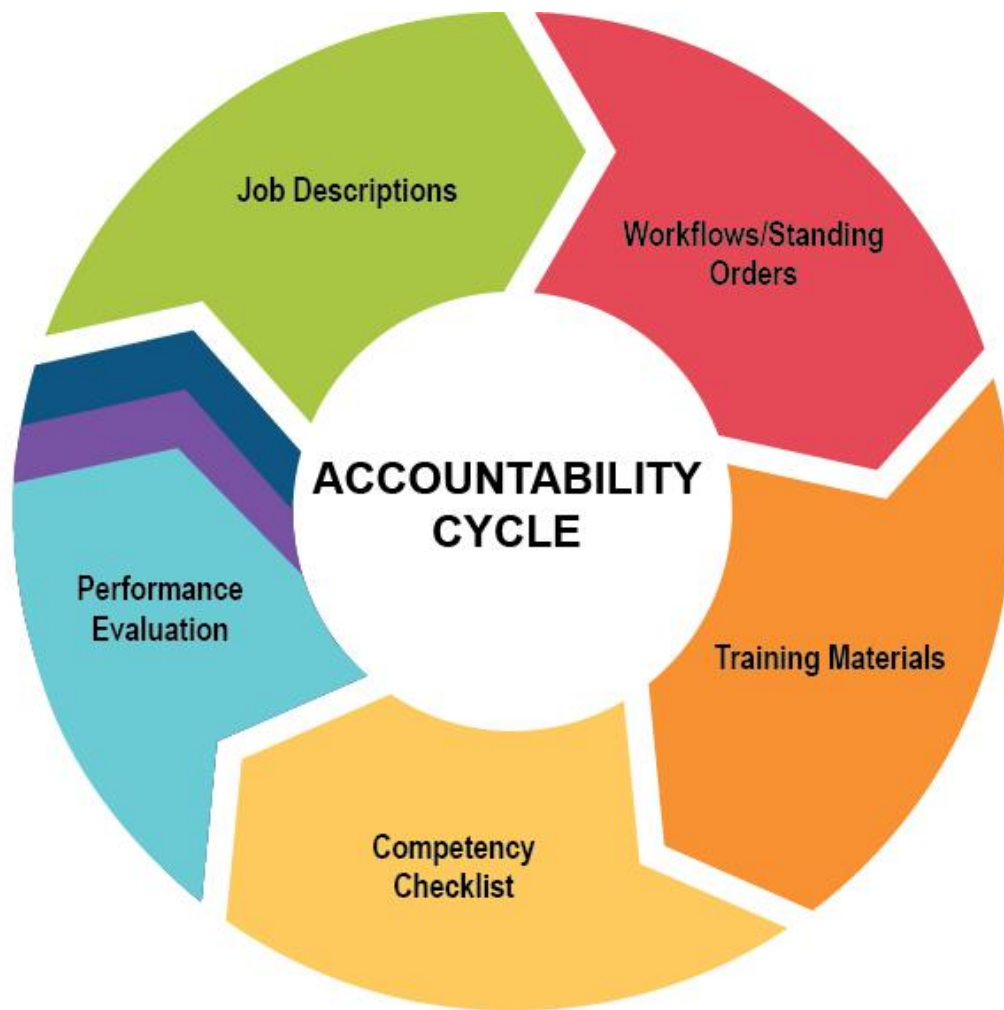 Job Descriptions
Workflows/Standing
Orders
Training Materials
Competency
Checklist
Performance
Evaluation
ACCOUNTABILITY
CYCLE